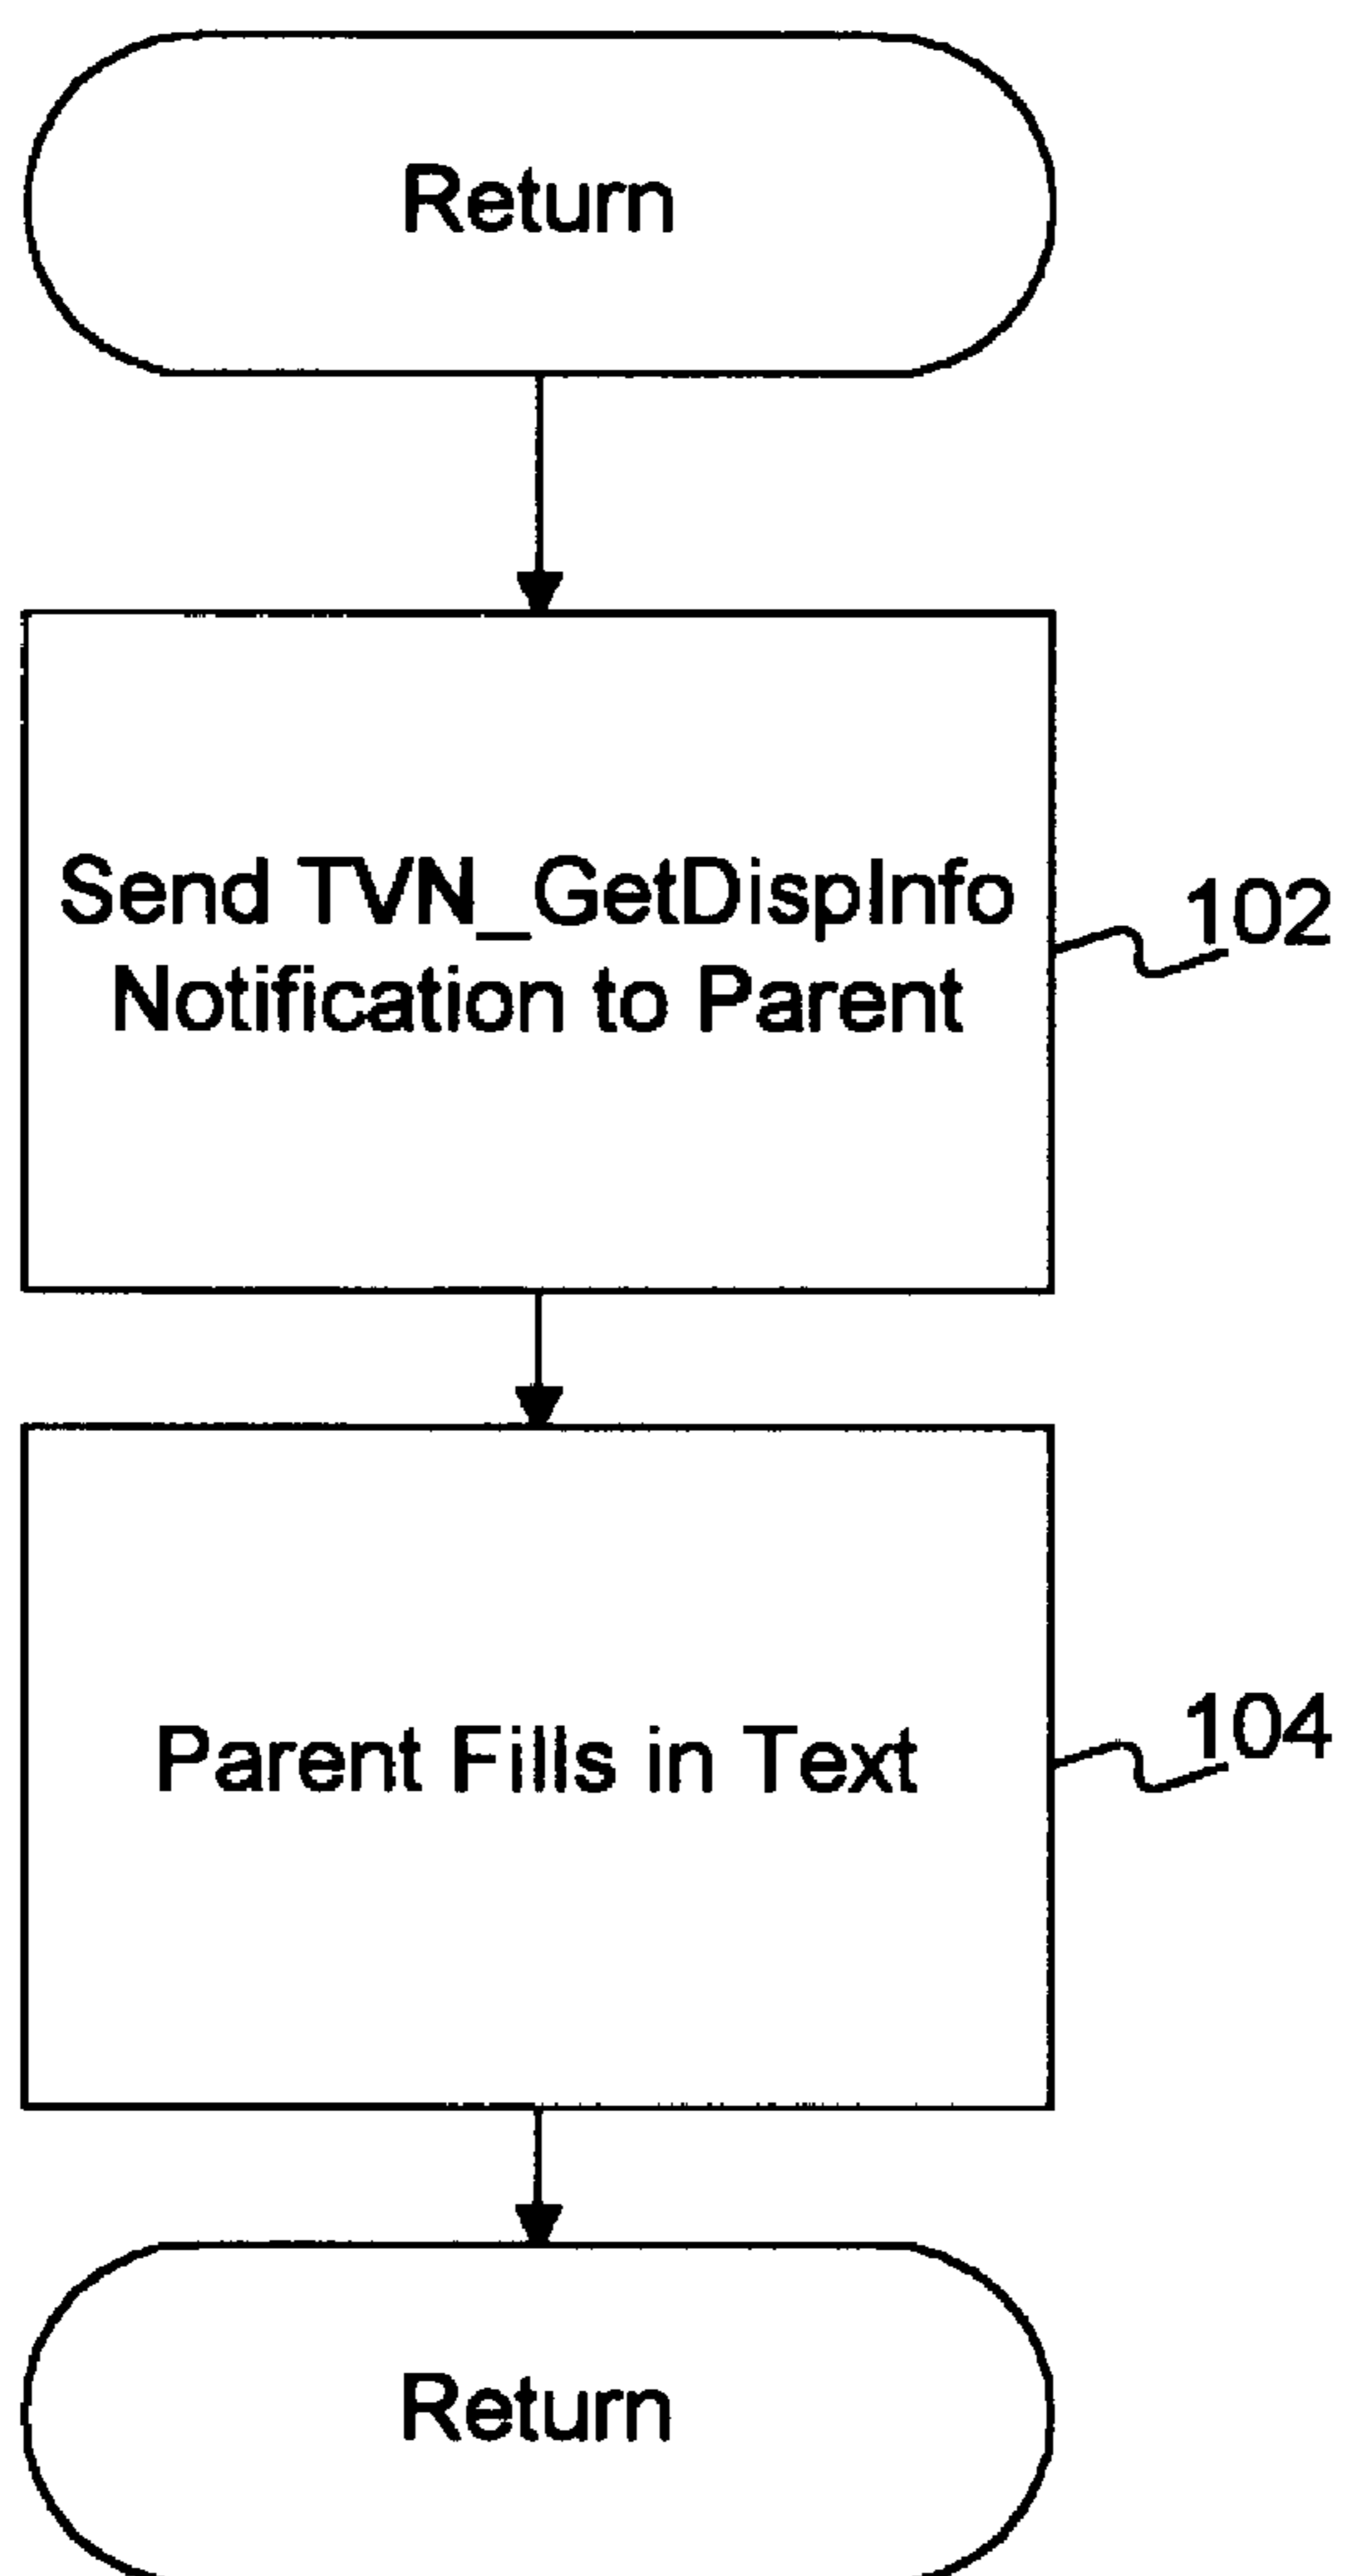 Return
Send TVN_GetDispInfo
Notification to Parent
102
Parent Fills in Text
104
Return